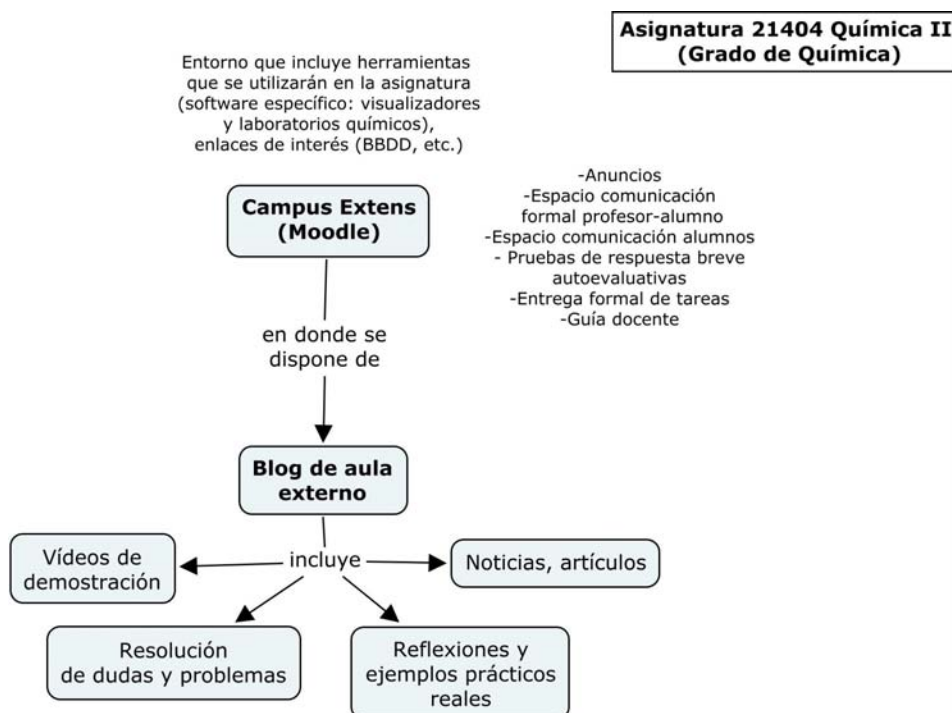 Asignatura 21404 Química II
(Grado de Química)
Entorno que incluye herramientas
que se utilizarán en la asignatura
(software específico: visualizadores
y laboratorios químicos),
enlaces de interés (BBDD, etc.)
-Anuncios
-Espacio comunicación
formal profesor-alumno
-Espacio comunicación alumnos
- Pruebas de respuesta breve
autoevaluativas
-Entrega formal de tareas
-Guía docente
Campus Extens
(Moodle)
en donde se
dispone de
Blog de aula
externo
incluye
Vídeos de
demostración
Noticias, artículos
Resolución
de dudas y problemas
Reflexiones y
ejemplos prácticos
reales